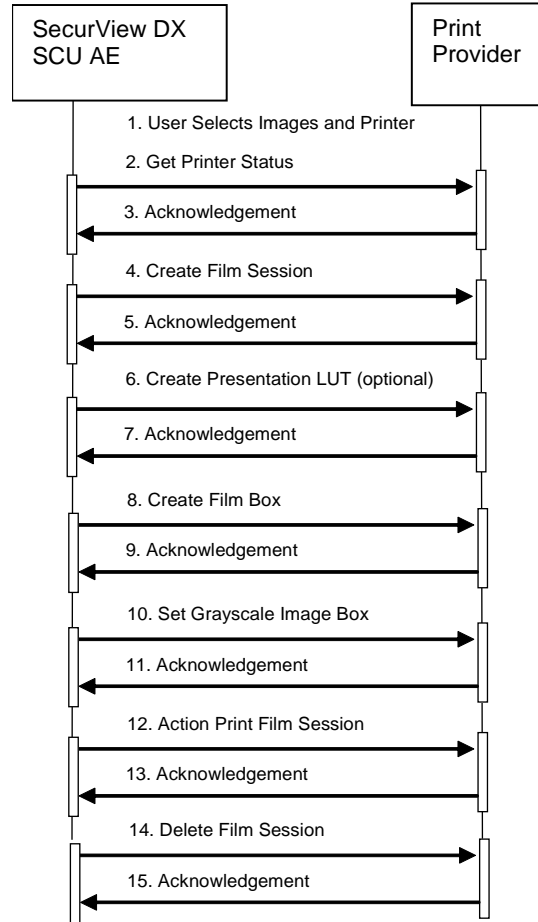 SecurView DX
SCU AE
Print
Provider
1. User Selects Images and Printer
2. Get Printer Status
3. Acknowledgement
4. Create Film Session
5. Acknowledgement
6. Create Presentation LUT (optional)
7. Acknowledgement
8. Create Film Box
9. Acknowledgement
10. Set Grayscale Image Box
11. Acknowledgement
12. Action Print Film Session
13. Acknowledgement
14. Delete Film Session
15. Acknowledgement